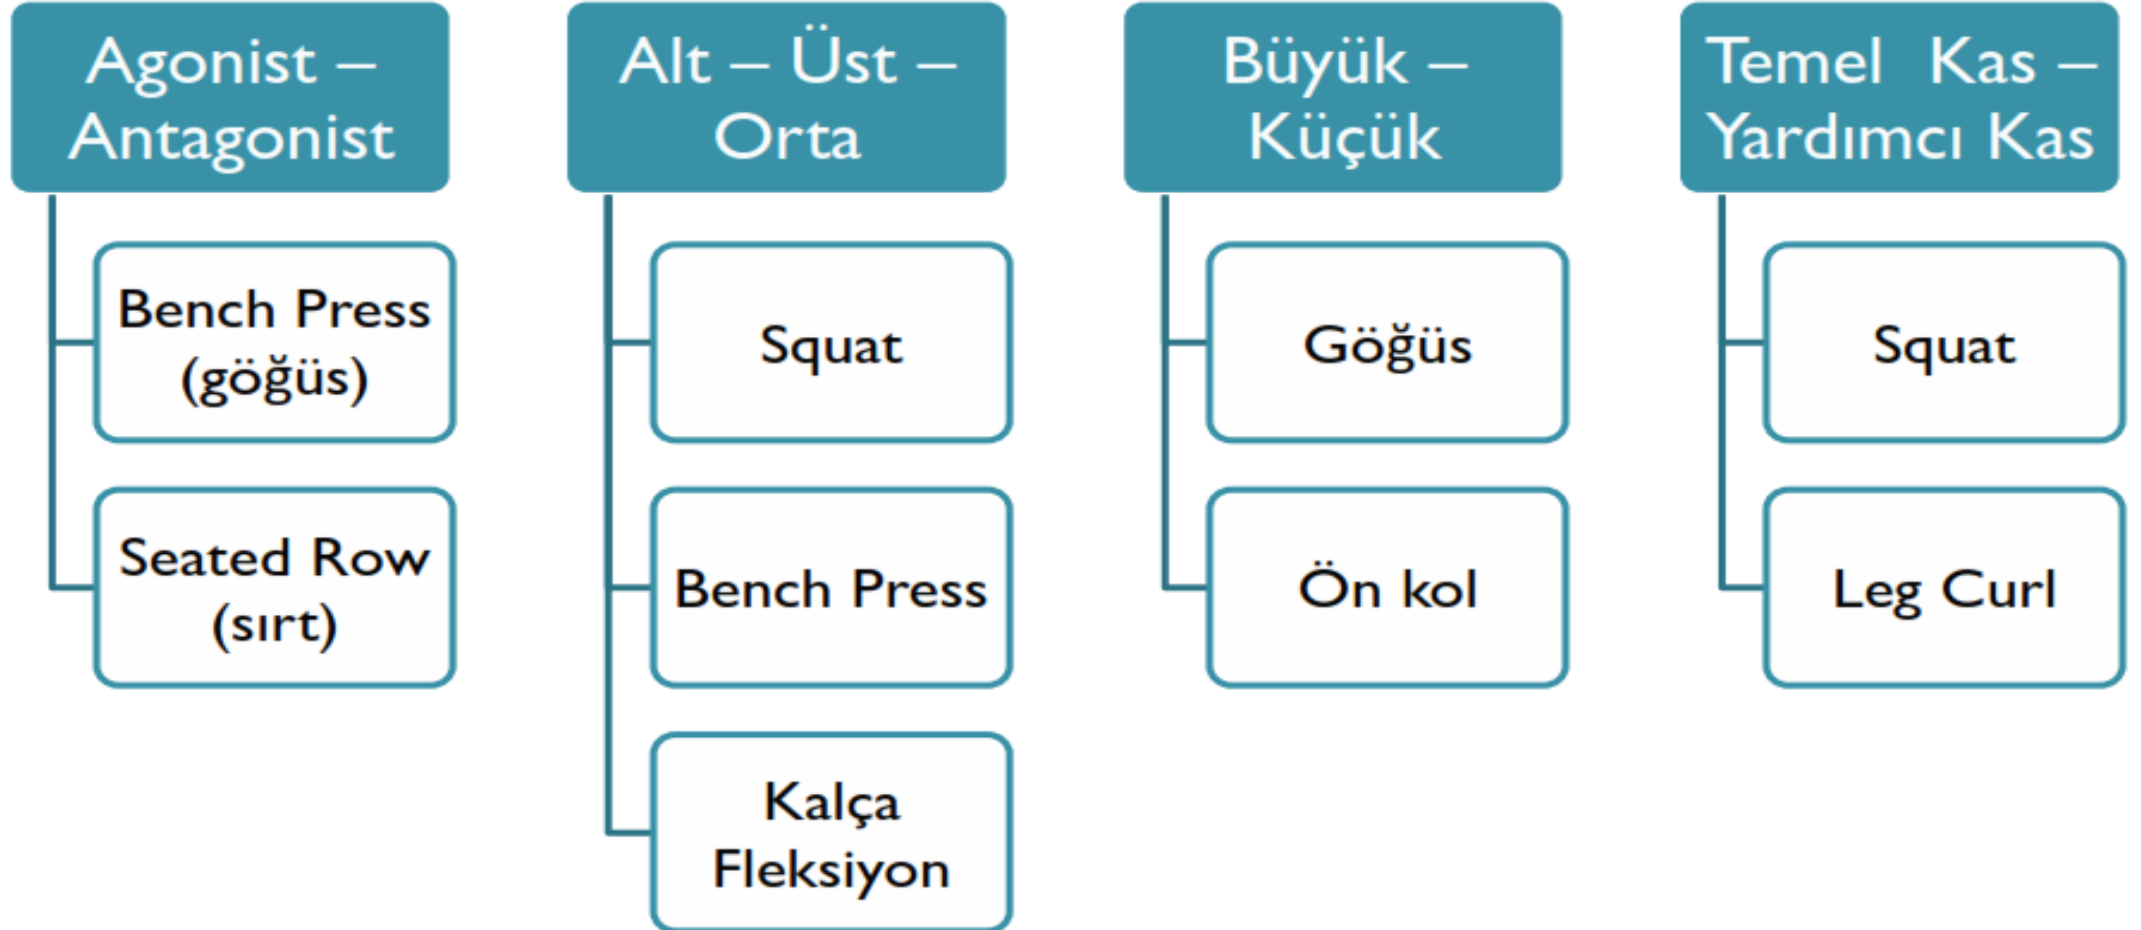 Agonist –
Antagonist
Bench Press
(göğüs)
Seated Row
(sırt)
Alt – Üst –
Orta
Squat
Bench Press
Kalça
Fleksiyon
Büyük –
Küçük
Göğüs
Ön kol
Temel Kas –
Yardımcı Kas
Squat
Leg Curl